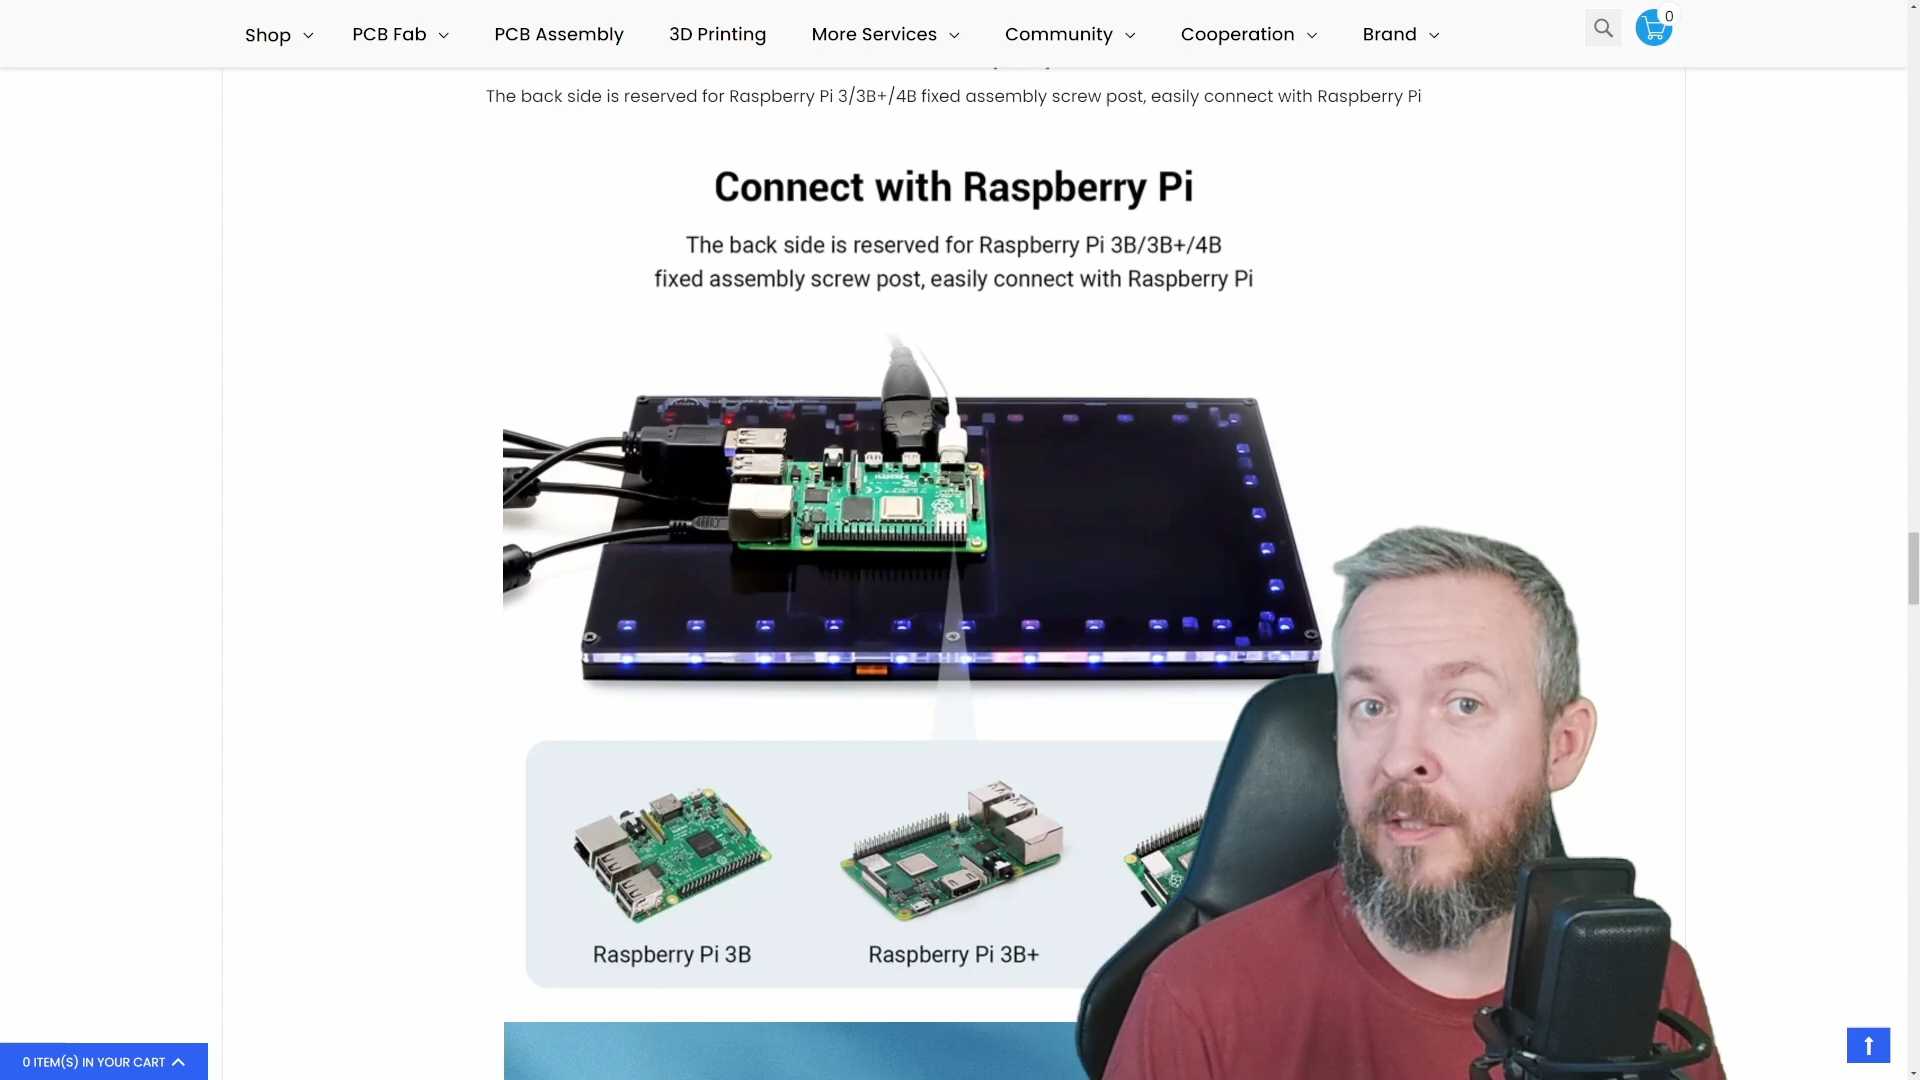 Shop
PCB Fab
PCB Assembly
3D Printing
More Services
Community
Cooperation
Brand
0
The back side is reserved for Raspberry Pi 3/3B+/4B fixed assembly screw post, easily connect with Raspberry Pi
Connect with Raspberry Pi
The back side is reserved for Raspberry Pi 3B/3B+/4B
fixed assembly screw post, easily connect with Raspberry Pi
Raspberry Pi 3B
Raspberry Pi 3B+
0 ITEM(S) IN YOUR CART